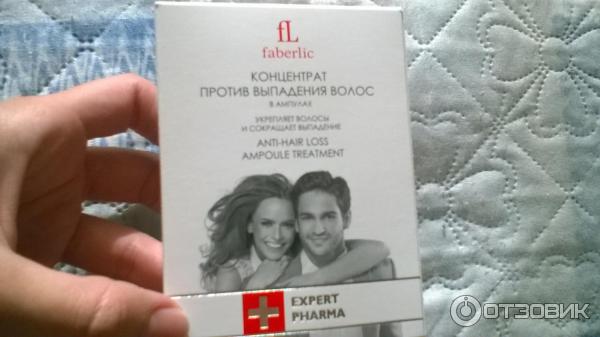 fL
faberlic
КОНЦЕНТРАТ
ПРОТИВ ВЫПАДЕНИЯ ВОЛОС
В АМПУЛАХ
УКРЕПЛЯЕТ ВОЛОСЫ
И СОКРАЩАЕТ ВЫПАДЕНИЕ
ANTI-HAIR LOSS
AMPOULE TREATMENT
EXPERT
PHARMA
ОТЗОВИК